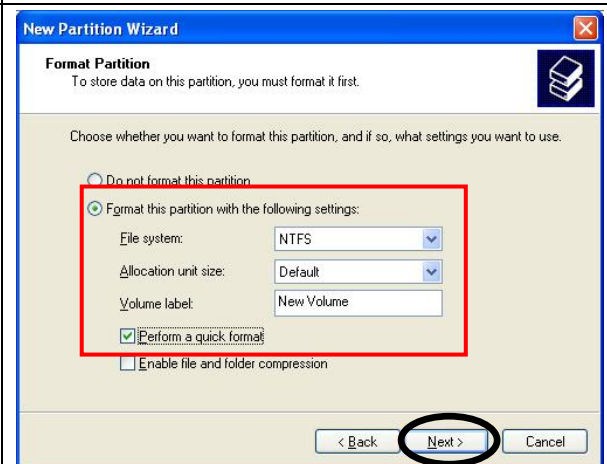 New Partition Wizard
Format Partition
To store data on this partition, you must format it first.
Choose whether you want to format this partition, and if so, what settings you want to use.
Do not format this partition
Format this partition with the following settings:
File system: NTFS
Allocation unit size: Default
Volume label: New Volume
Perform a quick format
Enable file and folder compression
< Back Next > Cancel